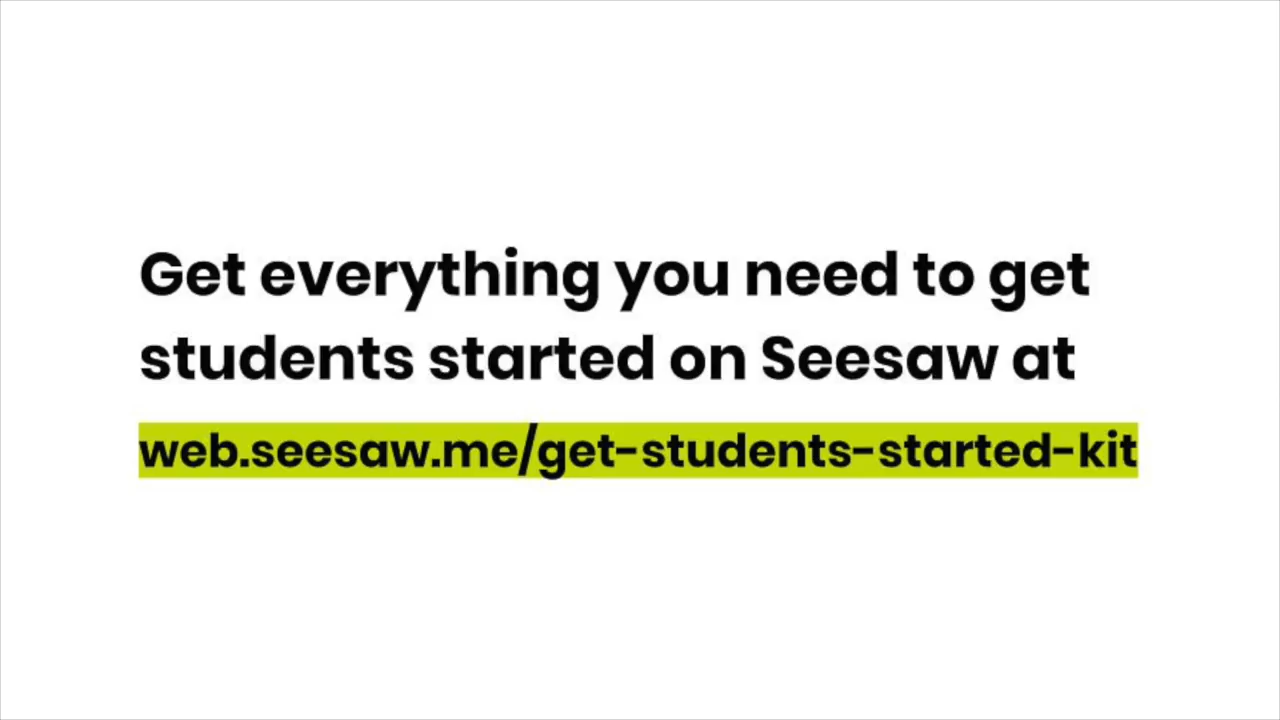 Get everything you need to get
students started on Seesaw at
web.seesaw.me/get-students-started-kit